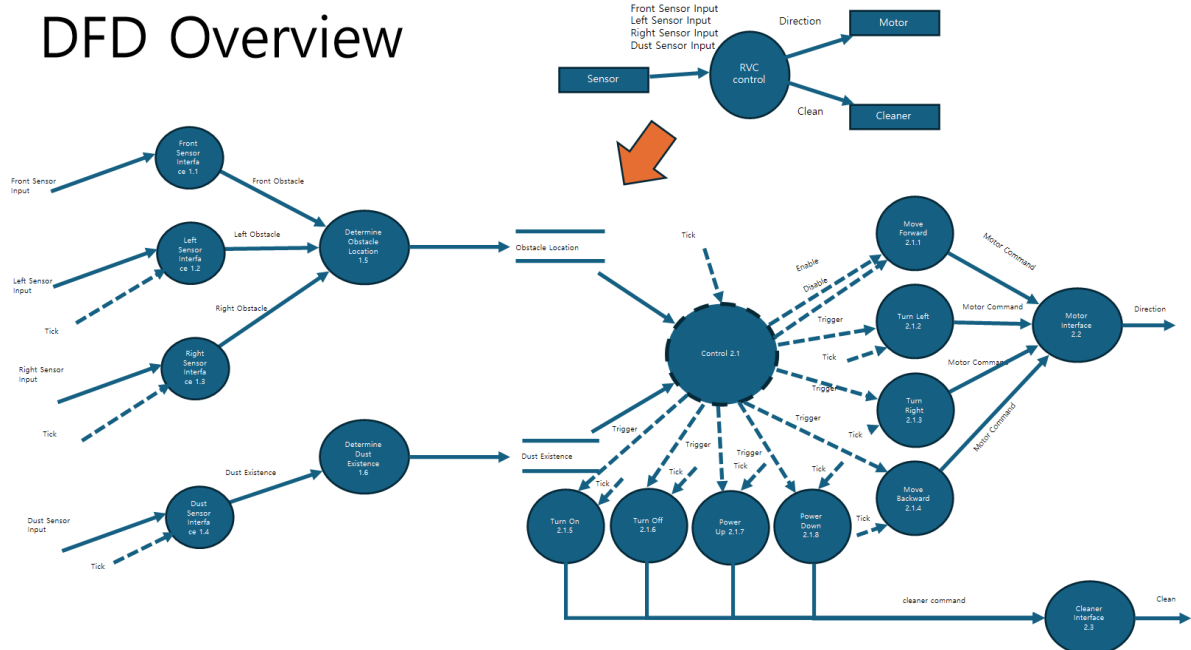 DFD Overview
Front Sensor Input
Left Sensor Input
Right Sensor Input
Dust Sensor Input
Direction
Motor
Sensor
RVC
control
Clean
Cleaner
Front
Sensor
Interfa
ce 1.1
Front Sensor
Input
Front Obstacle
Left
Sensor
Interfa
ce 1.2
Left Obstacle
Left Sensor
Input
Tick
Determine
Obstacle
Location
1.5
Right Obstacle
Right
Sensor
Interfa
ce 1.3
Right Sensor
Input
Tick
Obstacle Location
Determine
Dust
Existence
1.6
Dust Existence
Dust
Sensor
Interfa
ce 1.4
Dust Sensor
Input
Tick
Dust Existence
Tick
Control 2.1
Enable
Disable
Trigger
Tick
Trigger
Tick
Trigger
Tick
Move
Forward
2.1.1
Turn Left
2.1.2
Turn
Right
2.1.3
Move
Backward
2.1.4
Motor Command
Motor Command
Motor Command
Motor Command
Motor
Interface
2.2
Direction
Trigger
Trigger
Trigger
Tick
Tick
Tick
Tick
Turn On
2.1.5
Turn Off
2.1.6
Power
Up 2.1.7
Power
Down
2.1.8
cleaner command
Cleaner
Interface
2.3
Clean